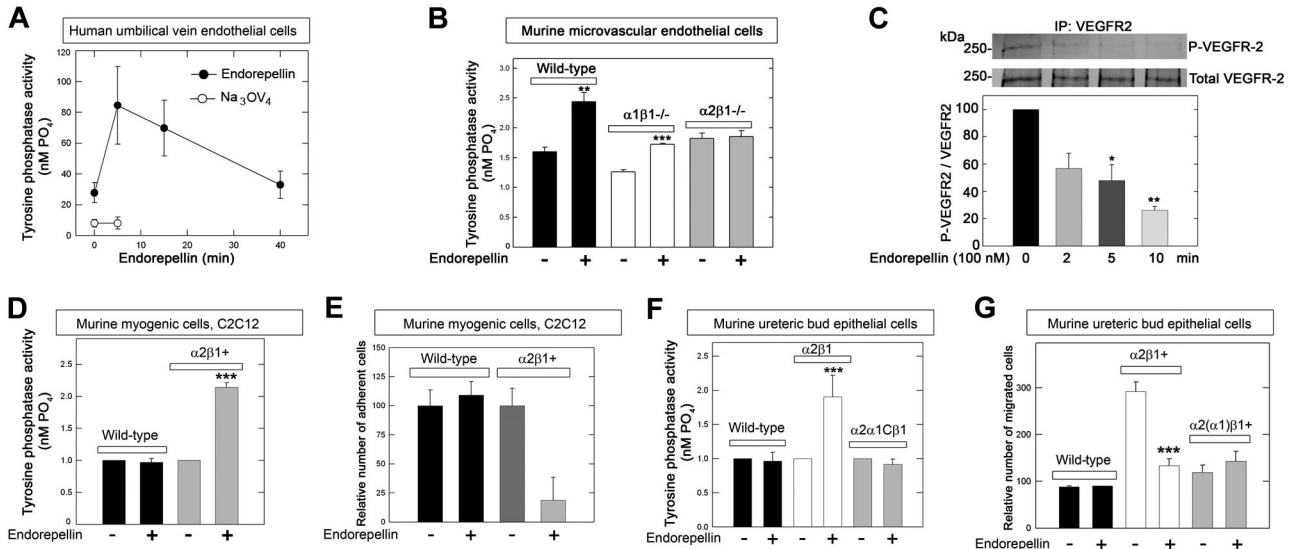 A
Human umbilical vein endothelial cells
Tyrosine phosphatase activity
(nM PO4)
120
100
80
60
40
20
0
Endorepellin
Na3OV4
0 10 20 30 40
Endorepellin (min)
B
Murine microvascular endothelial cells
Tyrosine phosphatase activity
(nM PO4)
3.0
2.5
2.0
1.5
1.0
0.5
0
Wild-type
**
α1β1-/-
***
α2β1-/-
Endorepellin - + - + - +
C
IP: VEGFR2
kDa
250-
P-VEGFR-2
250-
Total VEGFR-2
P-VEGFR2 / VEGFR2
100
80
60
40
20
0
*
**
Endorepellin (100 nM) 0 2 5 10 min
D
Murine myogenic cells, C2C12
Tyrosine phosphatase activity
(nM PO4)
2.5
2.0
1.5
1.0
0.5
0
Wild-type
α2β1+
***
Endorepellin - + - +
E
Murine myogenic cells, C2C12
Relative number of adherent cells
150
125
100
75
50
25
0
Wild-type
α2β1+
Endorepellin - + - +
F
Murine ureteric bud epithelial cells
Tyrosine phosphatase activity
(nM PO4)
2.5
2.0
1.5
1.0
0.5
0
Wild-type
α2β1
***
α2α1Cβ1
Endorepellin - + - + - +
G
Murine ureteric bud epithelial cells
Relative number of migrated cells
300
200
100
0
Wild-type
α2β1+
***
α2(α1)β1+
Endorepellin - + - + - +